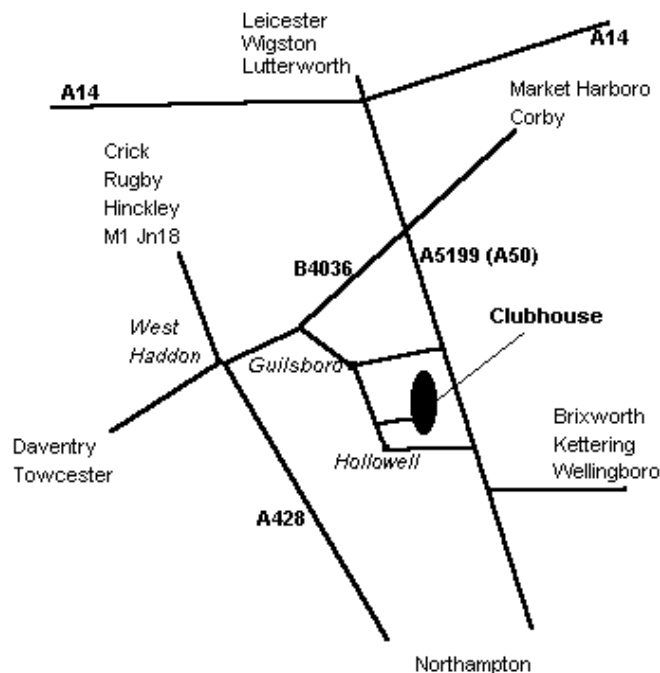 Leicester
Wigston
Lutterworth
A14
A14
Market Harboro
Corby
Crick
Rugby
Hinckley
M1 Jn18
B4036
A5199 (A50)
Clubhouse
West
Haddon
Guilsboro
Brixworth
Kettering
Wellingboro
Daventry
Towcester
Hollowell
A428
Northampton